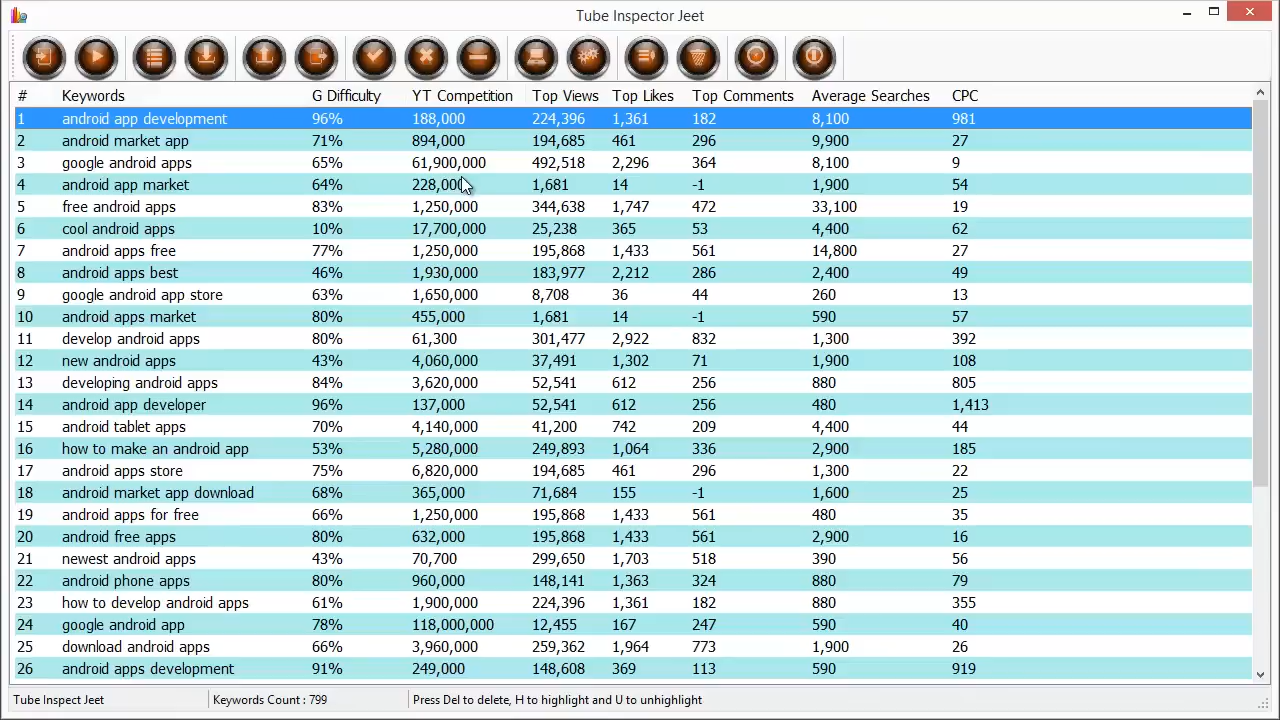 Tube Inspector Jeet
# Keywords G Difficulty YT Competition Top Views Top Likes Top Comments Average Searches CPC
1 android app development 96% 188,000 224,396 1,361 182 8,100 981
2 android market app 71% 894,000 194,685 461 296 9,900 27
3 google android apps 65% 61,900,000 492,518 2,296 364 8,100 9
4 android app market 64% 228,000 1,681 14 -1 1,900 54
5 free android apps 83% 1,250,000 344,638 1,747 472 33,100 19
6 cool android apps 10% 17,700,000 25,238 365 53 4,400 62
7 android apps free 77% 1,250,000 195,868 1,433 561 14,800 27
8 android apps best 46% 1,930,000 183,977 2,212 286 2,400 49
9 google android app store 63% 1,650,000 8,708 36 44 260 13
10 android apps market 80% 455,000 1,681 14 -1 590 57
11 develop android apps 80% 61,300 301,477 2,922 832 1,300 392
12 new android apps 43% 4,060,000 37,491 1,302 71 1,900 108
13 developing android apps 84% 3,620,000 52,541 612 256 880 805
14 android app developer 96% 137,000 52,541 612 256 480 1,413
15 android tablet apps 70% 4,140,000 41,200 742 209 4,400 44
16 how to make an android app 53% 5,280,000 249,893 1,064 336 2,900 185
17 android apps store 75% 6,820,000 194,685 461 296 1,300 22
18 android market app download 68% 365,000 71,684 155 -1 1,600 25
19 android apps for free 66% 1,250,000 195,868 1,433 561 480 35
20 android free apps 80% 632,000 195,868 1,433 561 2,900 16
21 newest android apps 43% 70,700 299,650 1,703 518 390 56
22 android phone apps 80% 960,000 148,141 1,363 324 880 79
23 how to develop android apps 61% 1,900,000 224,396 1,361 182 880 355
24 google android app 78% 118,000,000 12,455 167 247 590 40
25 download android apps 66% 3,960,000 259,362 1,964 773 1,900 26
26 android apps development 91% 249,000 148,608 369 113 590 919
Tube Inspect Jeet Keywords Count : 799 Press Del to delete, H to highlight and U to unhighlight